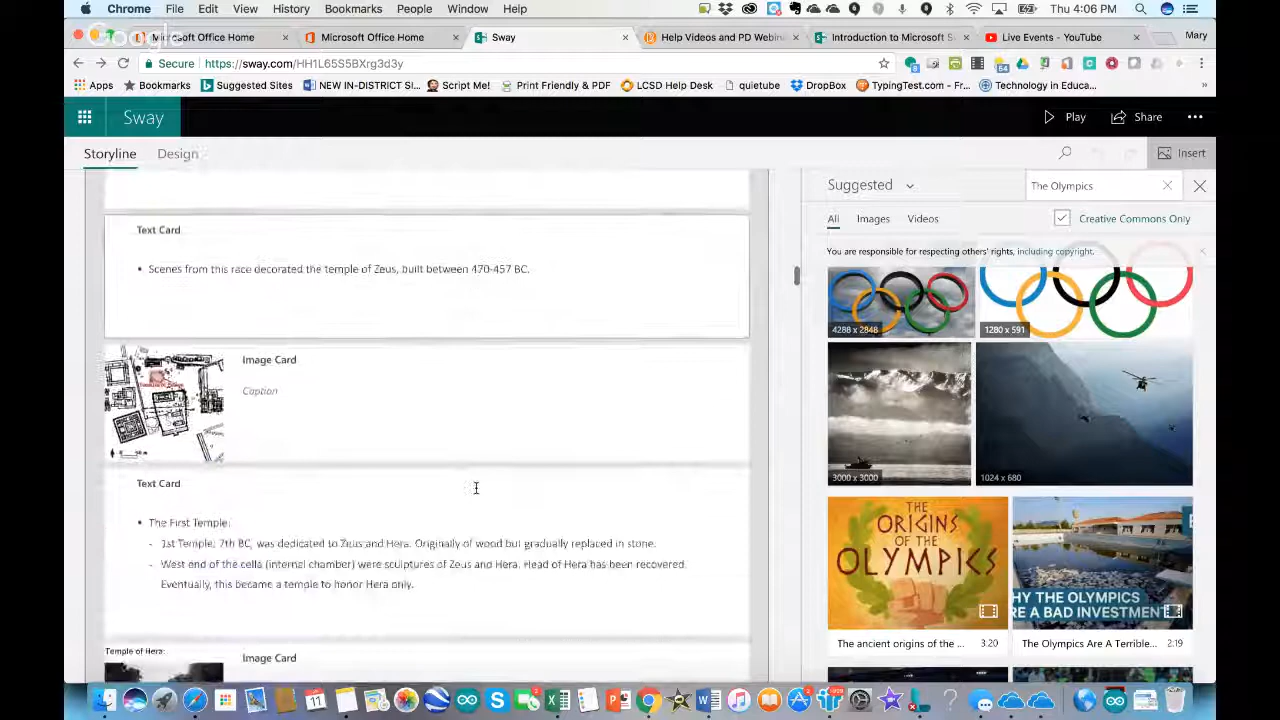 Chrome File Edit View History Bookmarks People Window Help Thu 4:06 PM
Google
Microsoft Office Home Microsoft Office Home Sway Help Videos and PD Webina Introduction to Microsoft S Live Events - YouTube Mary
Secure https://sway.com/HH1L65S5BXrg3d3y
Apps Bookmarks Suggested Sites NEW IN-DISTRICT SI... Script Me! Print Friendly & PDF LCSD Help Desk quietube DropBox TypingTest.com - Fr... Technology in Educa...
Sway Play Share
Storyline Design Insert
Suggested The Olympics
All Images Videos Creative Commons Only
You are responsible for respecting others' rights, including copyright.
Text Card
• Scenes from this race decorated the temple of Zeus, built between 470-457 BC.
4288 x 2848 1280 x 591
Image Card
Caption
3000 x 3000 1024 x 680
Text Card
• The First Temple:
- 1st Temple; 7th BC, was dedicated to Zeus and Hera. Originally of wood but gradually replaced in stone.
- West end of the cella (internal chamber) were sculptures of Zeus and Hera. Head of Hera has been recovered.
Eventually, this became a temple to honor Hera only.
THE
ORIGINS
OF THE
OLYMPICS
HY THE OLYMPICS
RE A BAD INVESTMENT
The ancient origins of the ... 3:20 The Olympics Are A Terrible... 2:19
Temple of Hera:
Image Card